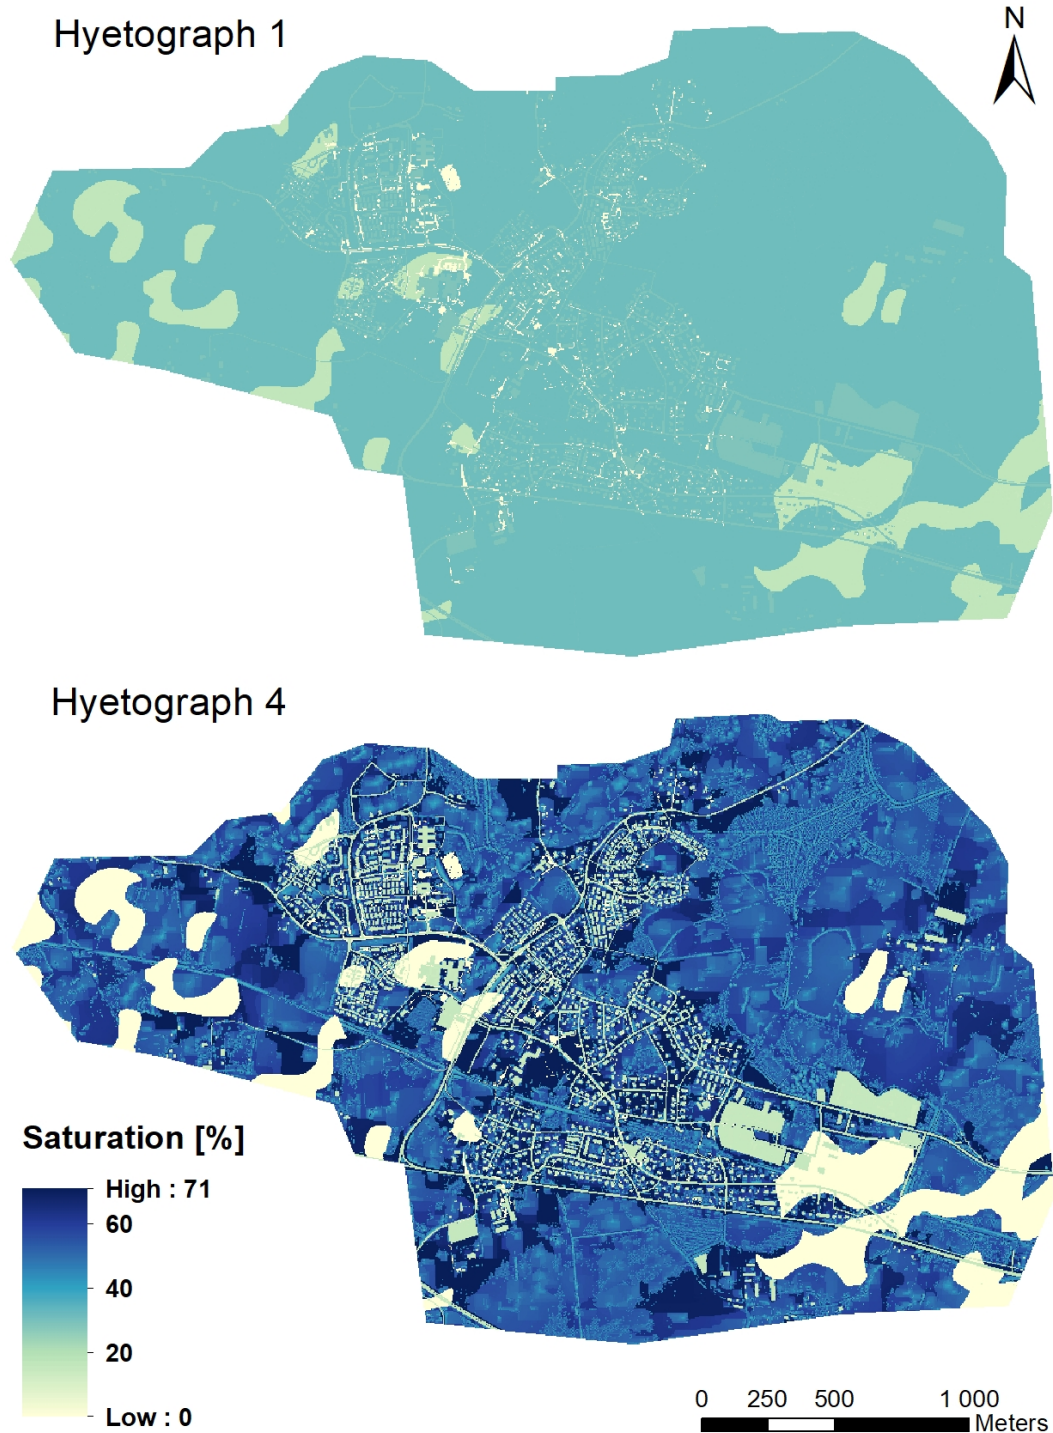 Hyetograph 1
N
Hyetograph 4
Saturation [%]
High : 71
60
40
20
Low : 0
0 250 500 1 000
Meters